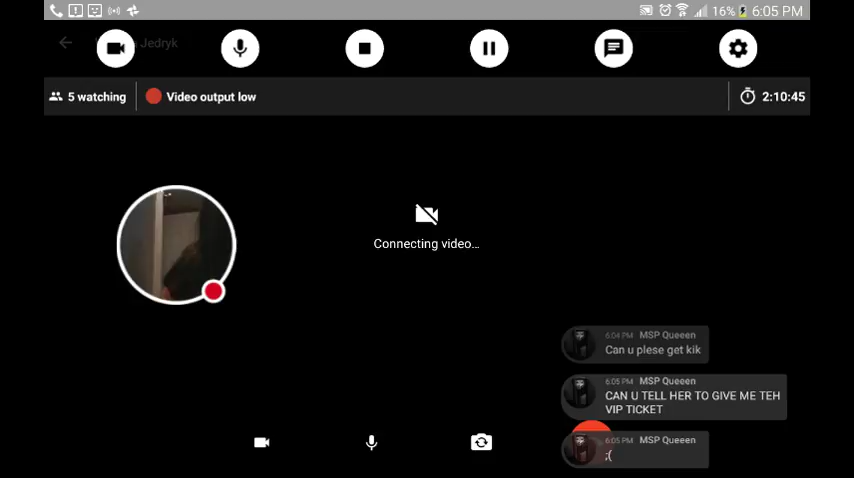 16% 6:05 PM
Jedryk
5 watching
Video output low
2:10:45
Connecting video...
6:04 PM MSP Queeen
Can u plese get kik
6:05 PM MSP Queeen
CAN U TELL HER TO GIVE ME TEH
VIP TICKET
6:05 PM MSP Queeen
;(